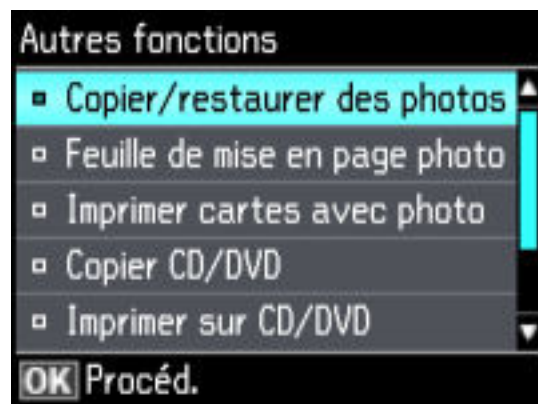 Autres fonctions
Copier/restaurer des photos
Feuille de mise en page photo
Imprimer cartes avec photo
Copier CD/DVD
Imprimer sur CD/DVD
OK Procéd.